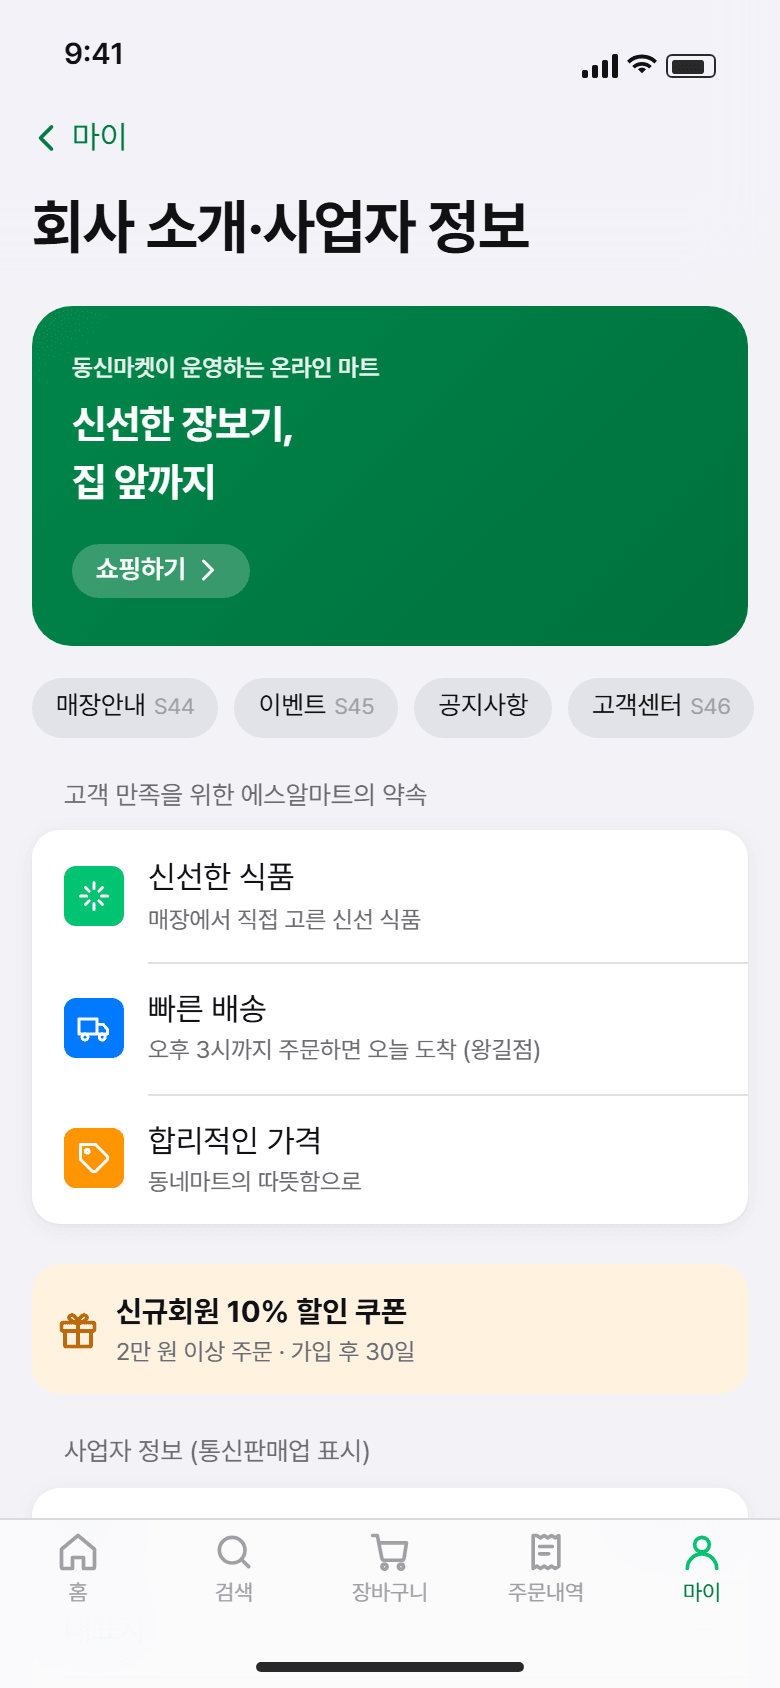 9:41
마이
회사 소개·사업자 정보
동신마켓이 운영하는 온라인 마트
신선한 장보기,
집 앞까지
쇼핑하기
매장안내 S44 이벤트 S45 공지사항 고객센터 S46
고객 만족을 위한 에스알마트의 약속
신선한 식품
매장에서 직접 고른 신선 식품
빠른 배송
오후 3시까지 주문하면 오늘 도착 (왕길점)
합리적인 가격
동네마트의 따뜻함으로
신규회원 10% 할인 쿠폰
2만 원 이상 주문 · 가입 후 30일
사업자 정보 (통신판매업 표시)
홈 검색 장바구니 주문내역 마이